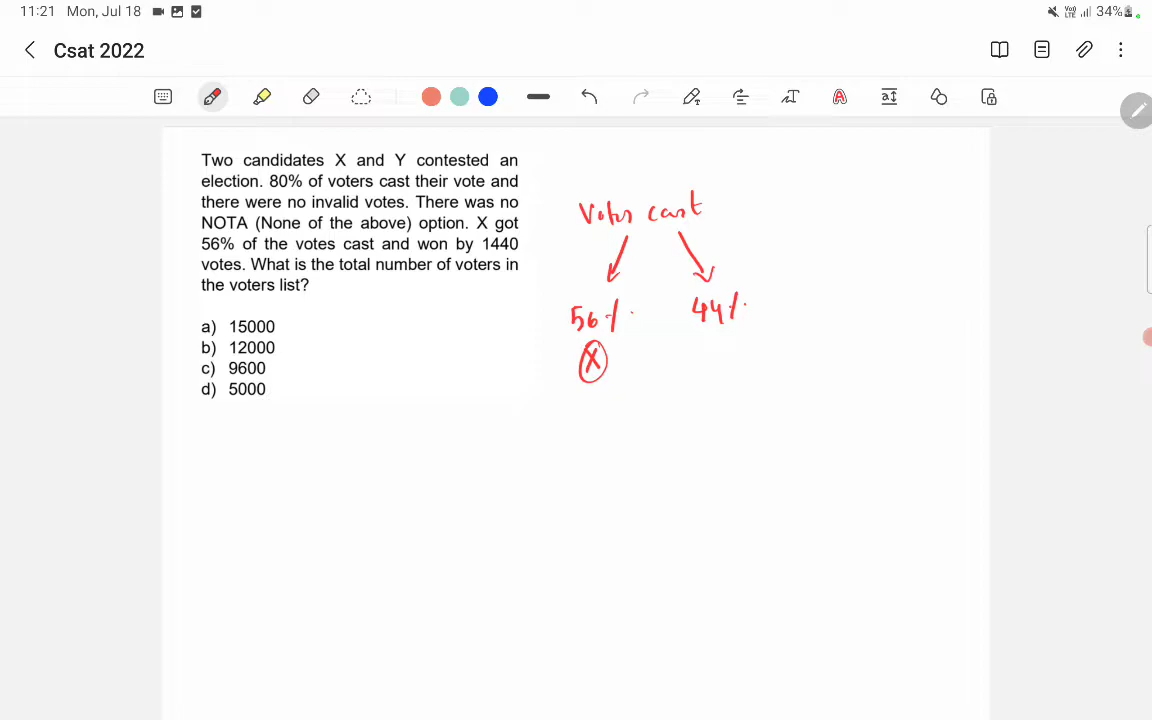 11:21 Mon, Jul 18
34%
Csat 2022
Two candidates X and Y contested an
election. 80% of voters cast their vote and
there were no invalid votes. There was no
NOTA (None of the above) option. X got
56% of the votes cast and won by 1440
votes. What is the total number of voters in
the voters list?
a) 15000
b) 12000
c) 9600
d) 5000
Votes cast
56% 44%
X